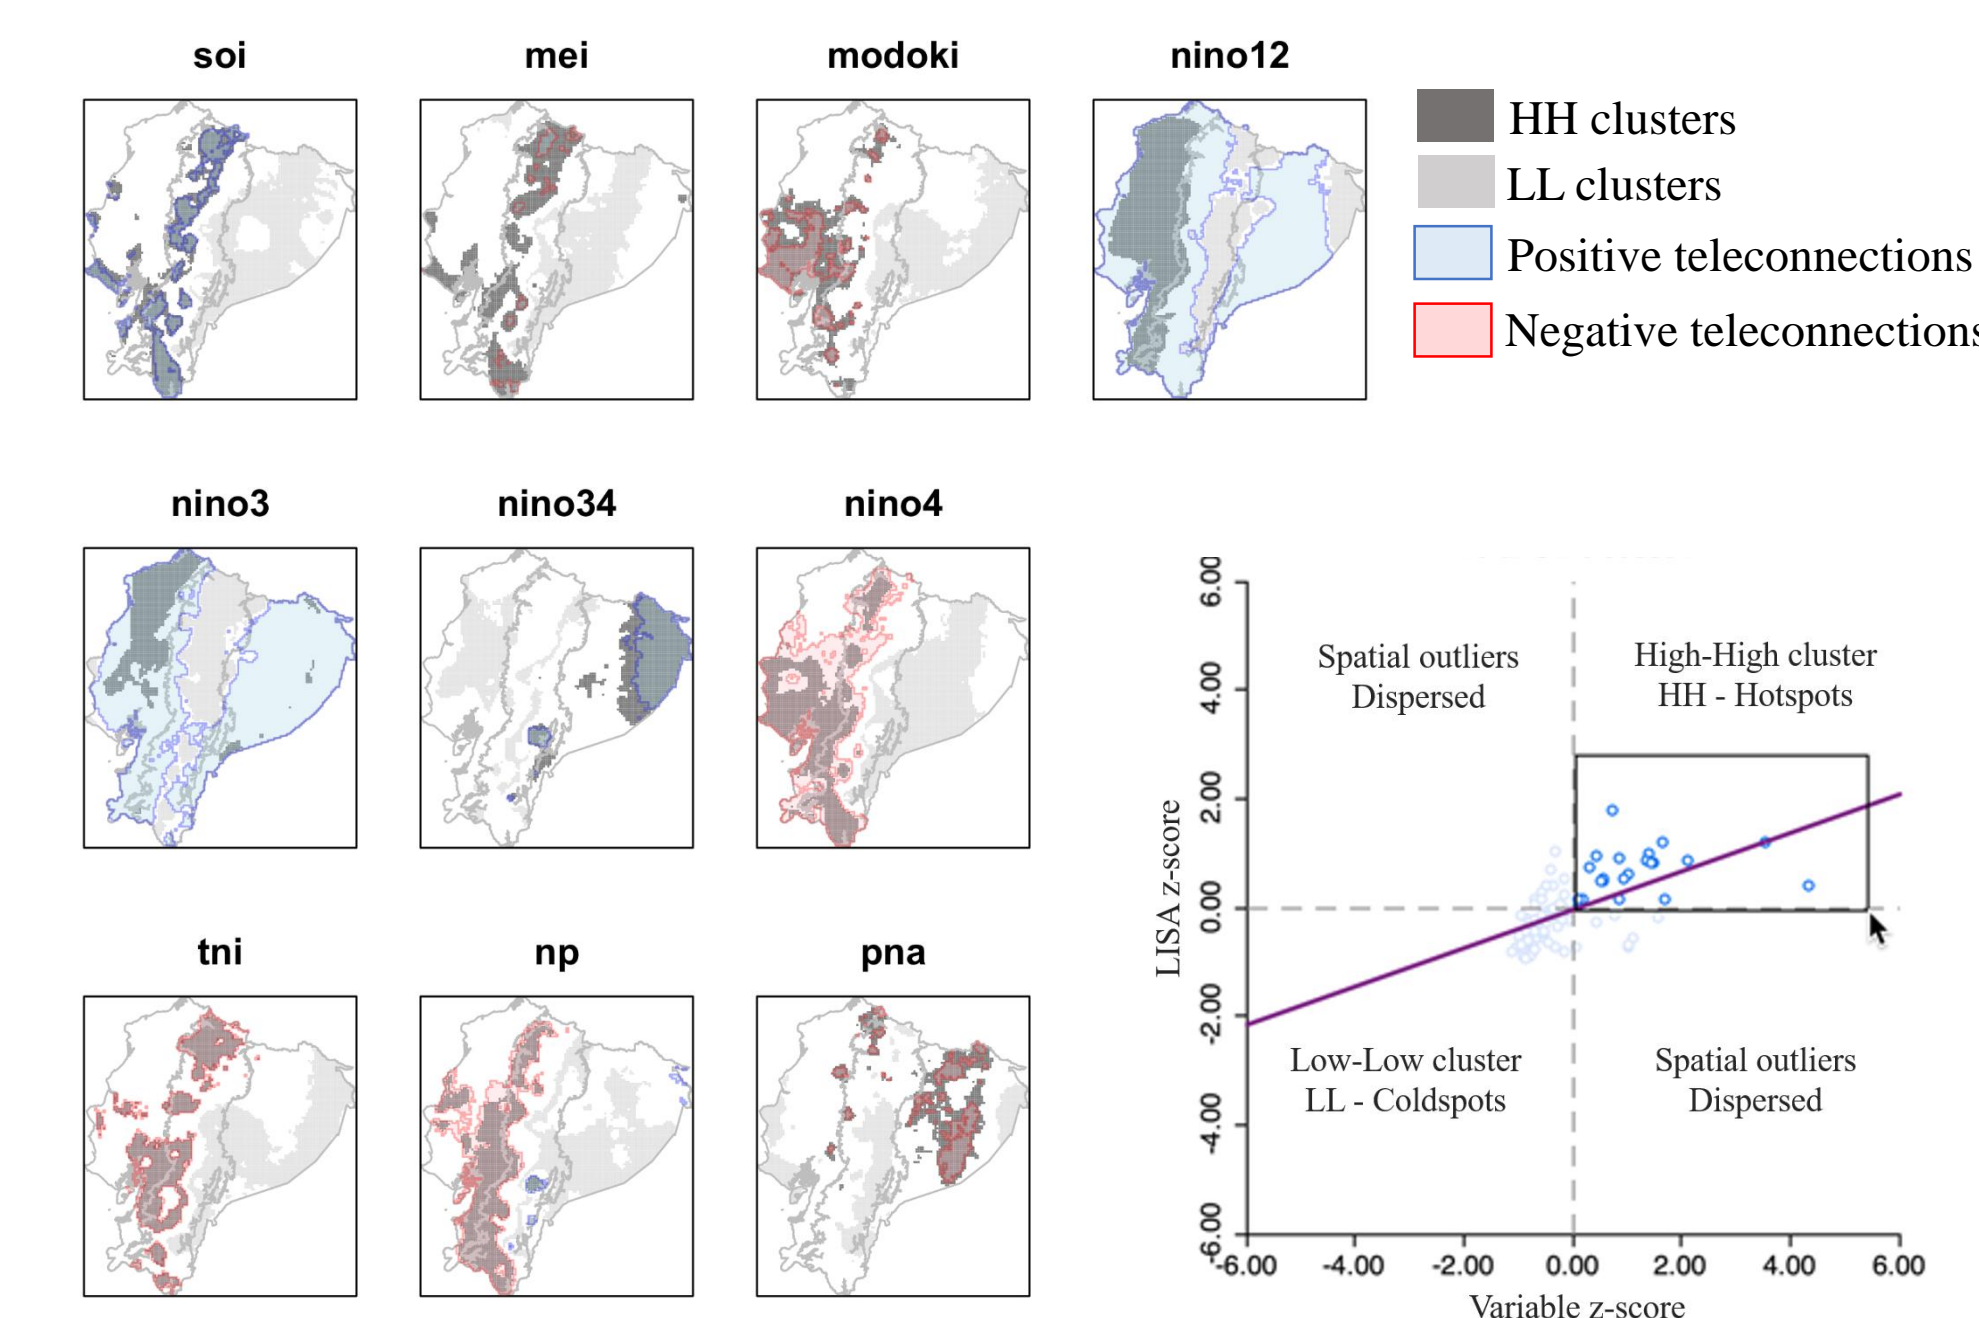 soi
mei
modoki
nino12
HH clusters
LL clusters
Positive teleconnections
Negative teleconnections
nino3
nino34
nino4
tni
np
pna
6.00
4.00
2.00
0.00
-2.00
-4.00
-6.00
LISA z-score
Spatial outliers
Dispersed
High-High cluster
HH - Hotspots
Low-Low cluster
LL - Coldspots
Spatial outliers
Dispersed
-6.00 -4.00 -2.00 0.00 2.00 4.00 6.00
Variable z-score